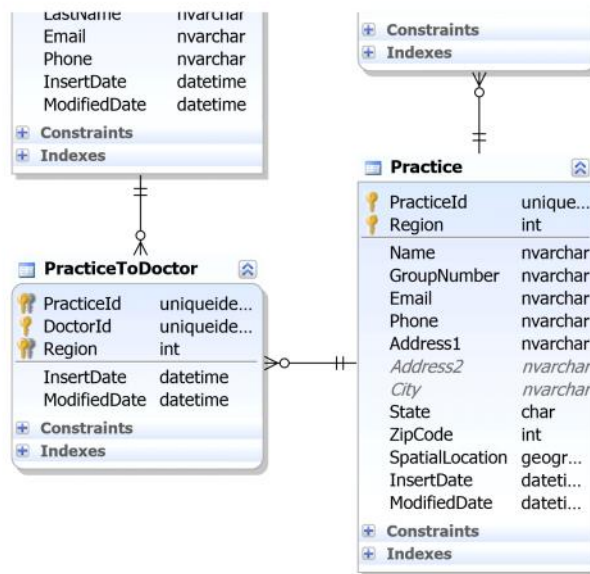 LastName nvarchar
Email nvarchar
Phone nvarchar
InsertDate datetime
ModifiedDate datetime
Constraints
Indexes
Constraints
Indexes
PracticeToDoctor
PracticeId uniqueide...
DoctorId uniqueide...
Region int
InsertDate datetime
ModifiedDate datetime
Constraints
Indexes
Practice
PracticeId unique...
Region int
Name nvarchar
GroupNumber nvarchar
Email nvarchar
Phone nvarchar
Address1 nvarchar
Address2 nvarchar
City nvarchar
State char
ZipCode int
SpatialLocation geogr...
InsertDate dateti...
ModifiedDate dateti...
Constraints
Indexes